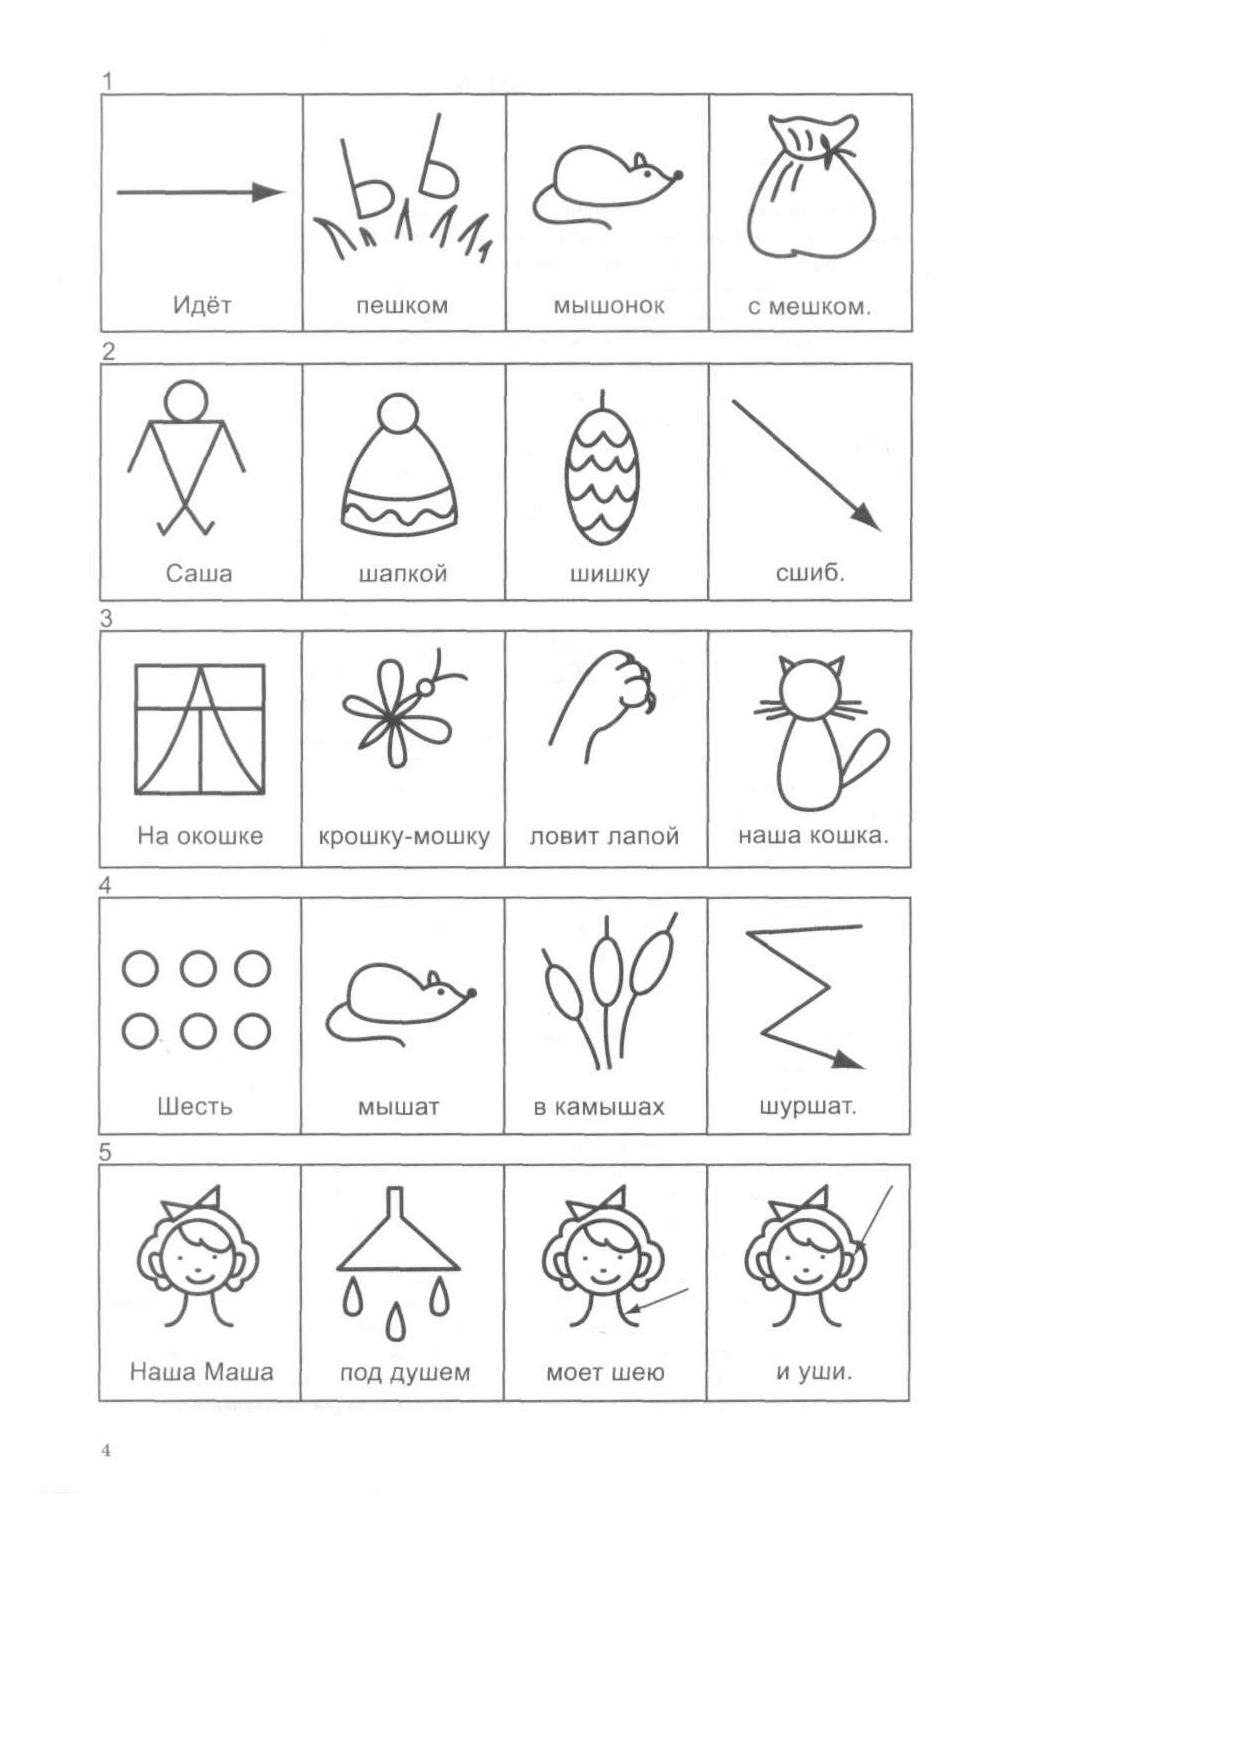 1
Идёт пешком мышонок с мешком.
2
Саша шапкой шишку сшиб.
3
На окошке крошку-мошку ловит лапой наша кошка.
4
Шесть мышат в камышах шуршат.
5
Наша Маша под душем моет шею и уши.
4